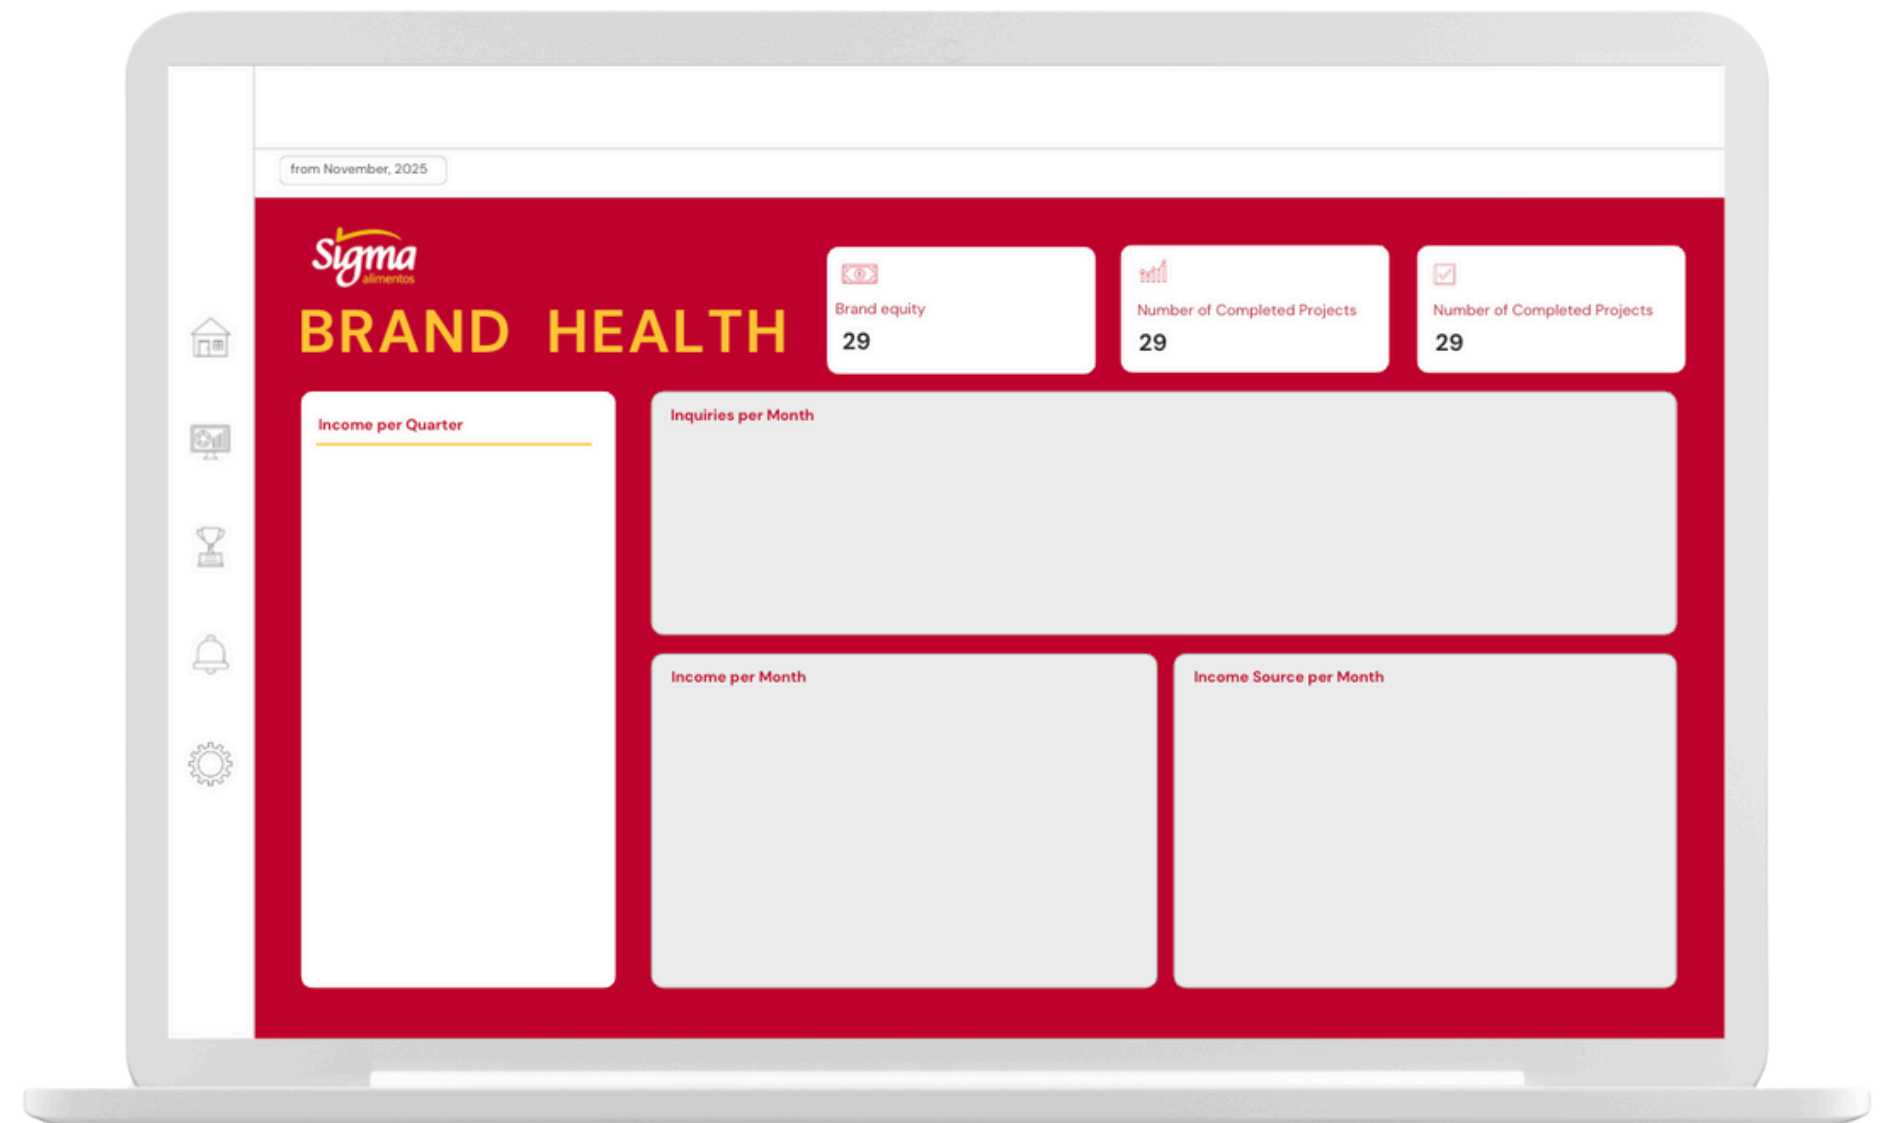 from November, 2025
Sigma
alimentos
BRAND HEALTH
Brand equity
29
Number of Completed Projects
29
Number of Completed Projects
29
Income per Quarter
Inquiries per Month
Income per Month
Income Source per Month